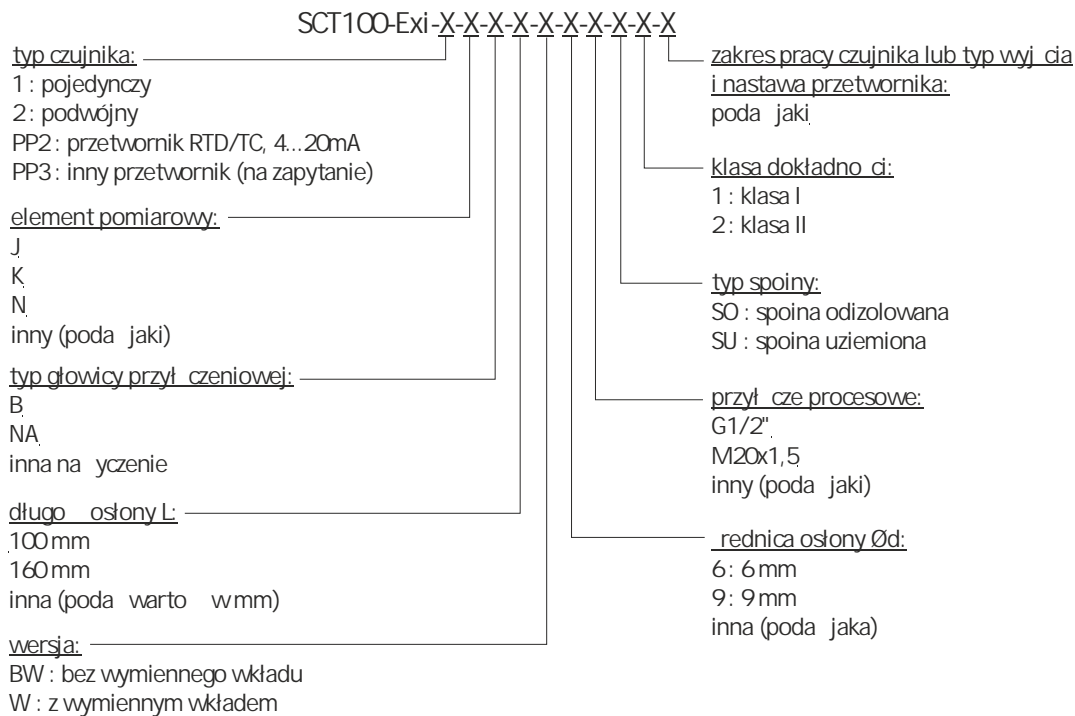 SCT100-Exi-X-X-X-X-X-X-X-X-X-X
typ czujnika:
1 : pojedynczy
2 : podwójny
PP2 : przetwornik RTD/TC, 4...20mA
PP3 : inny przetwornik (na zapytanie)
element pomiarowy:
J
K
N
inny (poda jaki)
typ głowicy przył czeniowej:
B
NA
inna na yczenie
długo osłony L:
100 mm
160 mm
inna (poda warto w mm)
wersja:
BW : bez wymiennego wkładu
W : z wymiennym wkładem
zakres pracy czujnika lub typ wyj cia
i nastawa przetwornika:
poda jaki
klasa dokładno ci:
1 : klasa I
2 : klasa II
typ spoiny:
SO : spoina odizolowana
SU : spoina uziemiona
przył cze procesowe:
G1/2"
M20x1,5
inny (poda jaki)
rednica osłony Ød:
6 : 6 mm
9 : 9 mm
inna (poda jaka)